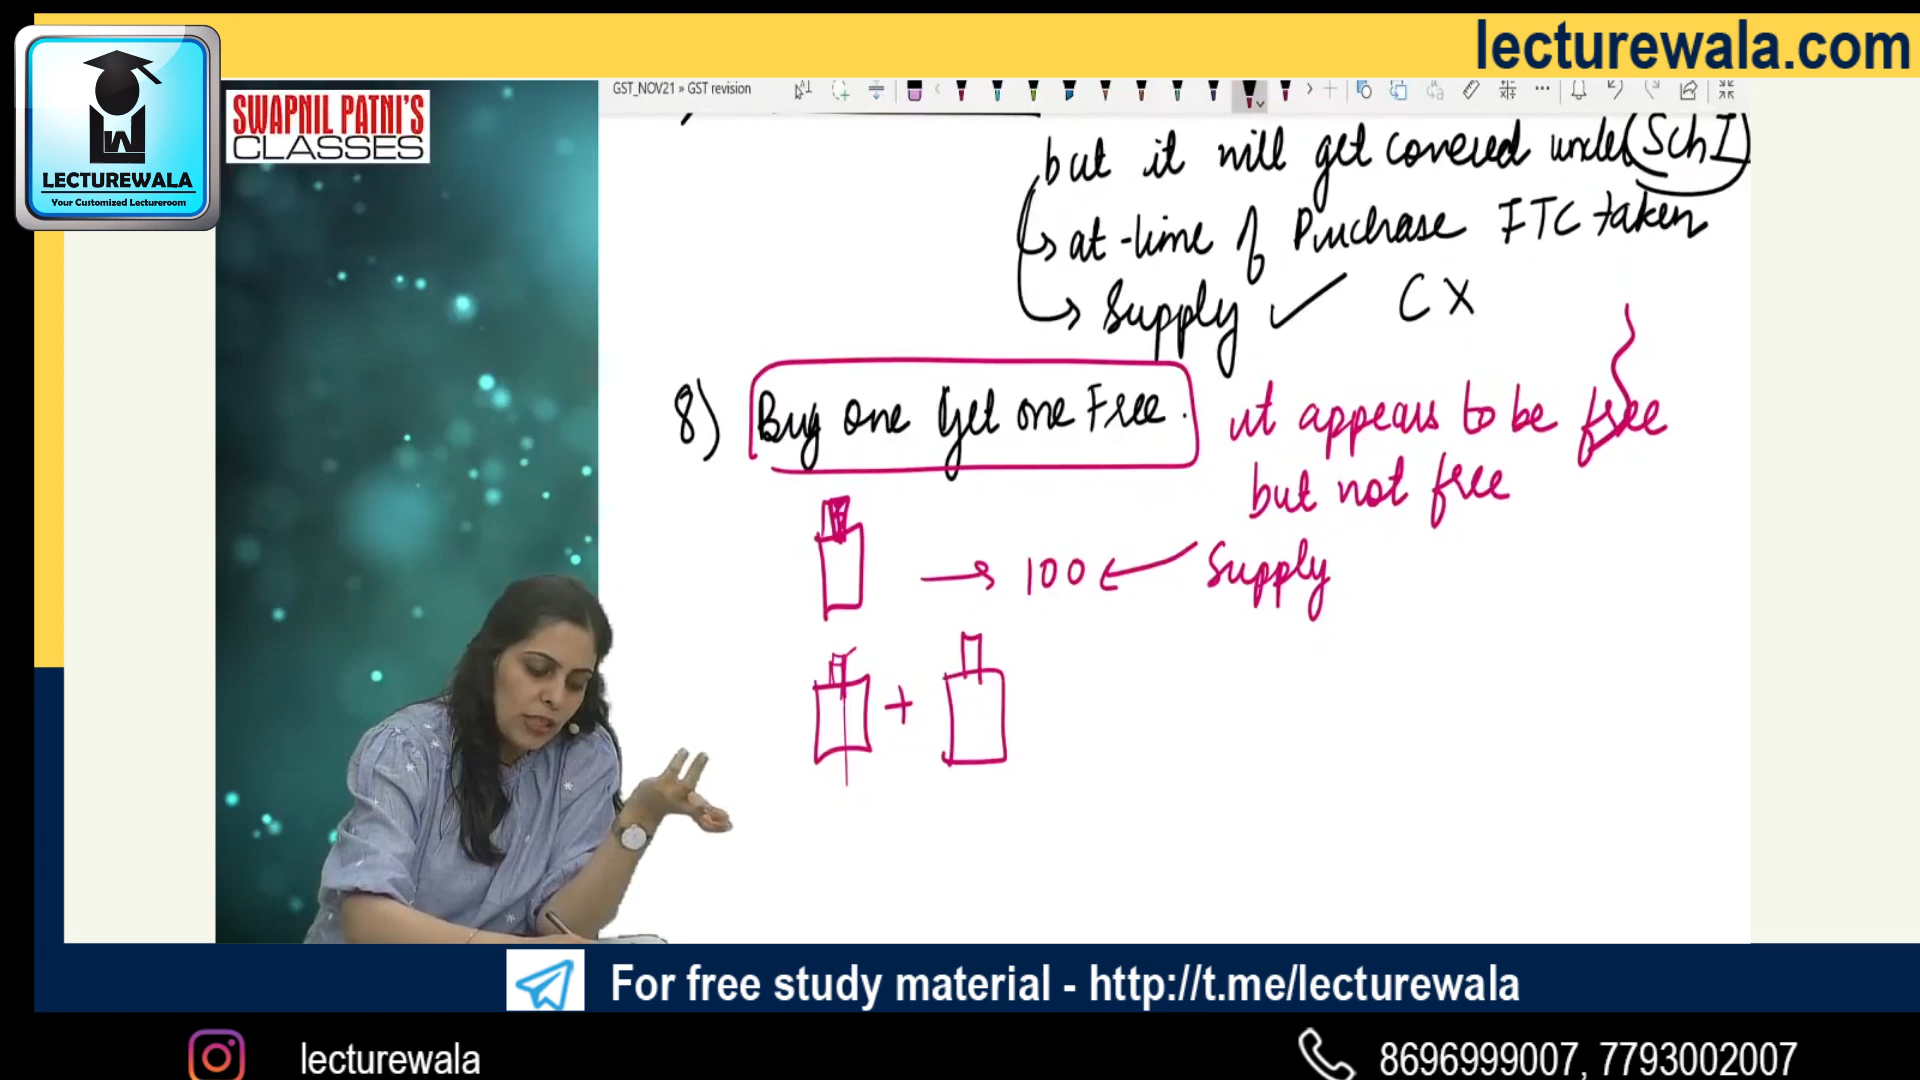 lecturewala.com
GST_NOV21 » GST revision
SWAPNIL PATNI'S
CLASSES
LECTUREWALA
Your Customized Lectureroom
but it will get covered under Sch I
at-time of Purchase ITC taken
Supply ✓ C X
8) Buy One Get one Free.
it appears to be free
but not free
→ 100 ← Supply
+
For free study material - http://t.me/lecturewala
lecturewala
8696999007, 7793002007